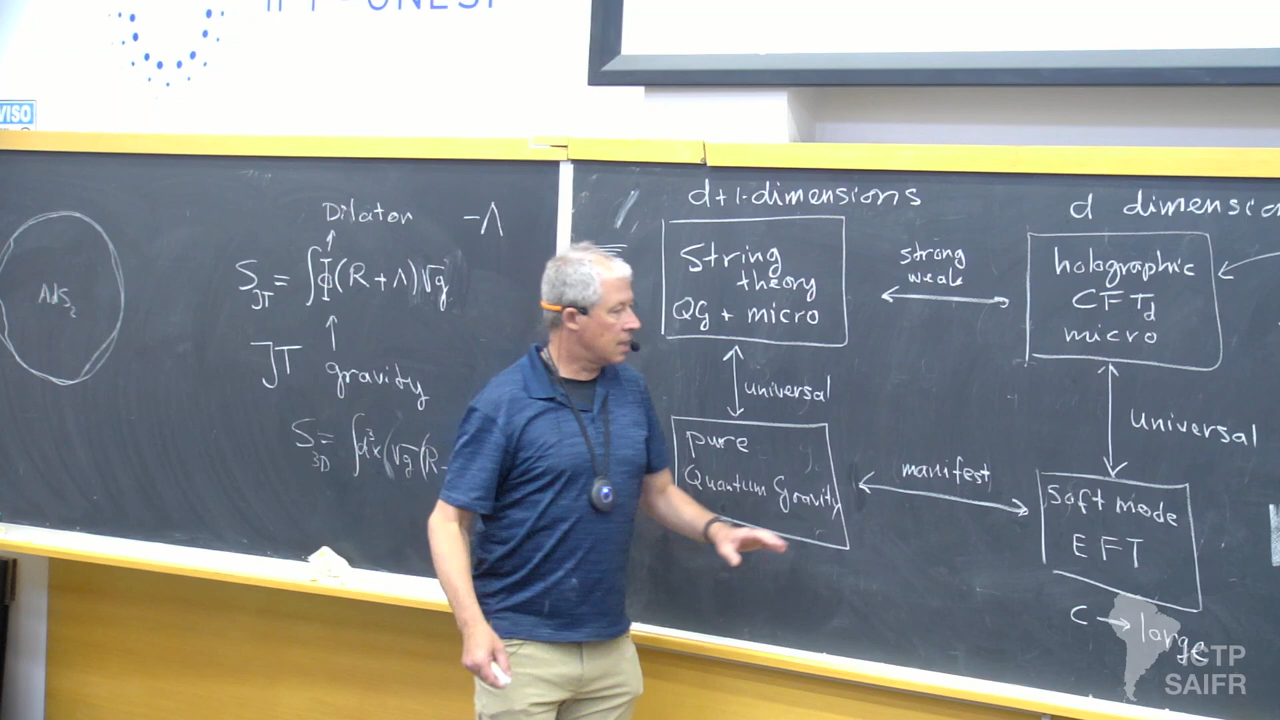 IFT - UNESP
VISO
AdS₂
Dilaton
-Λ
S_JT = ∫Φ(R + Λ)√g
JT gravity
S_3D = ∫d³x(√g(R -
d+1-dimensions
String
theory
QG + micro
strong
weak
holographic
CFT_d
micro
universal
universal
pure
Quantum Gravity
manifest
Soft mode
EFT
C → large
d dimensio
ICTP
SAIFR